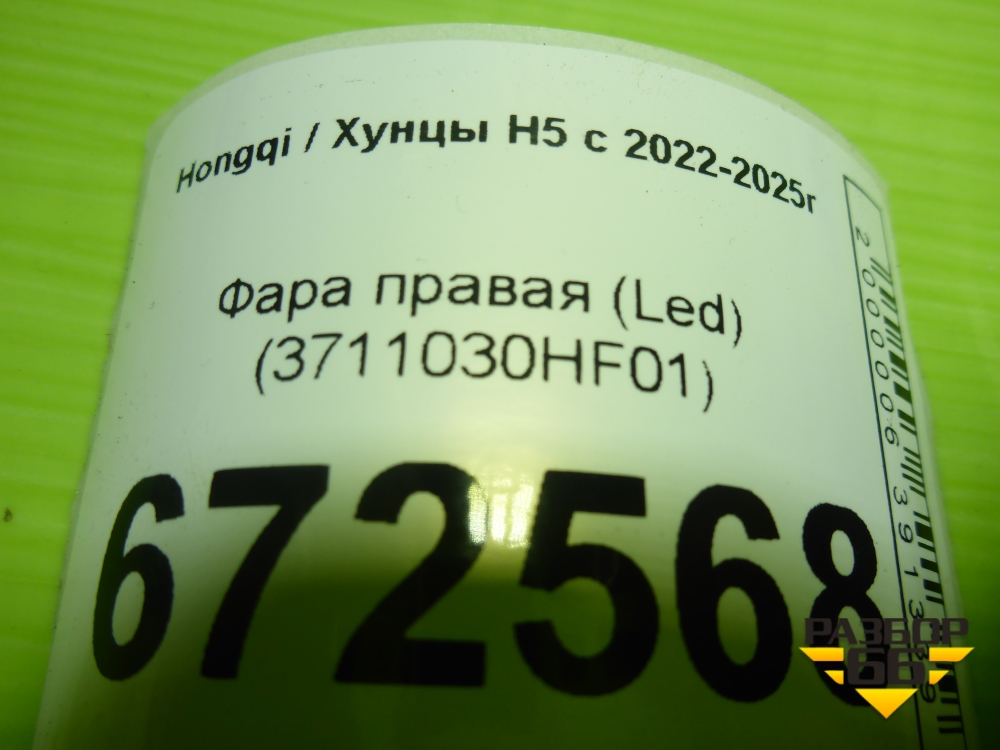 Hongqi / Хунцы H5 с 2022-2025г
Фара правая (Led)
(3711030HF01)
672568
РАЗБОР
66